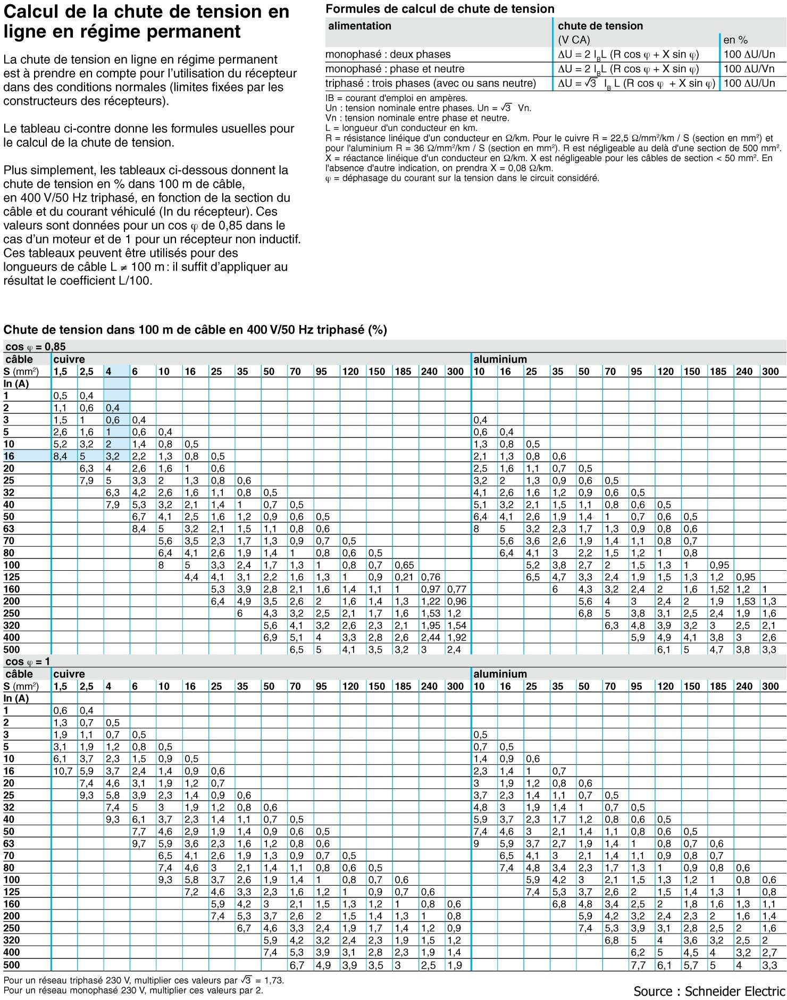 Calcul de la chute de tension en
ligne en régime permanent
La chute de tension en ligne en régime permanent
est à prendre en compte pour l'utilisation du récepteur
dans des conditions normales (limites fixées par les
constructeurs des récepteurs).
Le tableau ci-contre donne les formules usuelles pour
le calcul de la chute de tension.
Plus simplement, les tableaux ci-dessous donnent la
chute de tension en % dans 100 m de câble,
en 400 V/50 Hz triphasé, en fonction de la section du
câble et du courant véhiculé (In du récepteur). Ces
valeurs sont données pour un cos φ de 0,85 dans le
cas d'un moteur et de 1 pour un récepteur non inductif.
Ces tableaux peuvent être utilisés pour des
longueurs de câble L ≠ 100 m : il suffit d'appliquer au
résultat le coefficient L/100.
Formules de calcul de chute de tension
alimentation chute de tension
(V CA) en %
monophasé : deux phases ΔU = 2 IBL (R cos φ + X sin φ) 100 ΔU/Un
monophasé : phase et neutre ΔU = 2 IBL (R cos φ + X sin φ) 100 ΔU/Vn
triphasé : trois phases (avec ou sans neutre) ΔU = √3 IB L (R cos φ + X sin φ) 100 ΔU/Un
IB = courant d'emploi en ampères.
Un : tension nominale entre phases. Un = √3 Vn.
Vn : tension nominale entre phase et neutre.
L = longueur d'un conducteur en km.
R = résistance linéique d'un conducteur en Ω/km. Pour le cuivre R = 22,5 Ω/mm²/km / S (section en mm²) et
pour l'aluminium R = 36 Ω/mm²/km / S (section en mm²). R est négligeable au delà d'une section de 500 mm².
X = réactance linéique d'un conducteur en Ω/km. X est négligeable pour les câbles de section < 50 mm². En
l'absence d'autre indication, on prendra X = 0,08 Ω/km.
φ = déphasage du courant sur la tension dans le circuit considéré.
Chute de tension dans 100 m de câble en 400 V/50 Hz triphasé (%)
cos φ = 0,85
câble cuivre aluminium
S (mm²) 1,5 2,5 4 6 10 16 25 35 50 70 95 120 150 185 240 300 10 16 25 35 50 70 95 120 150 185 240 300
In (A)
1 0,5 0,4
2 1,1 0,6 0,4
3 1,5 1 0,6 0,4 0,4
5 2,6 1,6 1 0,6 0,4 0,6 0,4
10 5,2 3,2 2 1,4 0,8 0,5 1,3 0,8 0,5
16 8,4 5 3,2 2,2 1,3 0,8 0,5 2,1 1,3 0,8 0,6
20 6,3 4 2,6 1,6 1 0,6 2,5 1,6 1,1 0,7 0,5
25 7,9 5 3,3 2 1,3 0,8 0,6 3,2 2 1,3 0,9 0,6 0,5
32 6,3 4,2 2,6 1,6 1,1 0,8 0,5 4,1 2,6 1,6 1,2 0,9 0,6 0,5
40 7,9 5,3 3,2 2,1 1,4 1 0,7 0,5 5,1 3,2 2,1 1,5 1,1 0,8 0,6 0,5
50 6,7 4,1 2,5 1,6 1,2 0,9 0,6 0,5 6,4 4,1 2,6 1,9 1,4 1 0,7 0,6 0,5
63 8,4 5 3,2 2,1 1,5 1,1 0,8 0,6 8 5 3,2 2,3 1,7 1,3 0,9 0,8 0,6
70 5,6 3,5 2,3 1,7 1,3 0,9 0,7 0,5 5,6 3,6 2,6 1,9 1,4 1,1 0,8 0,7
80 6,4 4,1 2,6 1,9 1,4 1 0,8 0,6 0,5 6,4 4,1 3 2,2 1,5 1,2 1 0,8
100 8 5 3,3 2,4 1,7 1,3 1 0,8 0,7 0,65 5,2 3,8 2,7 2 1,5 1,3 1 0,95
125 4,4 4,1 3,1 2,2 1,6 1,3 1 0,9 0,21 0,76 6,5 4,7 3,3 2,4 1,9 1,5 1,3 1,2 0,95
160 5,3 3,9 2,8 2,1 1,6 1,4 1,1 1 0,97 0,77 6 4,3 3,2 2,4 2 1,6 1,52 1,2 1
200 6,4 4,9 3,5 2,6 2 1,6 1,4 1,3 1,22 0,96 5,6 4 3 2,4 2 1,9 1,53 1,3
250 6 4,3 3,2 2,5 2,1 1,7 1,6 1,53 1,2 6,8 5 3,8 3,1 2,5 2,4 1,9 1,6
320 5,6 4,1 3,2 2,6 2,3 2,1 1,95 1,54 6,3 4,8 3,9 3,2 3 2,5 2,1
400 6,9 5,1 4 3,3 2,8 2,6 2,44 1,92 5,9 4,9 4,1 3,8 3 2,6
500 6,5 5 4,1 3,5 3,2 3 2,4 6,1 5 4,7 3,8 3,3
cos φ = 1
câble cuivre aluminium
S (mm²) 1,5 2,5 4 6 10 16 25 35 50 70 95 120 150 185 240 300 10 16 25 35 50 70 95 120 150 185 240 300
In (A)
1 0,6 0,4
2 1,3 0,7 0,5
3 1,9 1,1 0,7 0,5 0,5
5 3,1 1,9 1,2 0,8 0,5 0,7 0,5
10 6,1 3,7 2,3 1,5 0,9 0,5 1,4 0,9 0,6
16 10,7 5,9 3,7 2,4 1,4 0,9 0,6 2,3 1,4 1 0,7
20 7,4 4,6 3,1 1,9 1,2 0,7 3 1,9 1,2 0,8 0,6
25 9,3 5,8 3,9 2,3 1,4 0,9 0,6 3,7 2,3 1,4 1,1 0,7 0,5
32 7,4 5 3 1,9 1,2 0,8 0,6 4,8 3 1,9 1,4 1 0,7 0,5
40 9,3 6,1 3,7 2,3 1,4 1,1 0,7 0,5 5,9 3,7 2,3 1,7 1,2 0,8 0,6 0,5
50 7,7 4,6 2,9 1,9 1,4 0,9 0,6 0,5 7,4 4,6 3 2,1 1,4 1,1 0,8 0,6 0,5
63 9,7 5,9 3,6 2,3 1,6 1,2 0,8 0,6 9 5,9 3,7 2,7 1,9 1,4 1 0,8 0,7 0,6
70 6,5 4,1 2,6 1,9 1,3 0,9 0,7 0,5 6,5 4,1 3 2,1 1,4 1,1 0,9 0,8 0,7
80 7,4 4,6 3 2,1 1,4 1,1 0,8 0,6 0,5 7,4 4,8 3,4 2,3 1,7 1,3 1 0,9 0,8 0,6
100 9,3 5,8 3,7 2,6 1,9 1,4 1 0,8 0,7 0,6 5,9 4,2 3 2,1 1,5 1,3 1,2 1 0,8 0,6
125 7,2 4,6 3,3 2,3 1,6 1,2 1 0,9 0,7 0,6 7,4 5,3 3,7 2,6 2 1,5 1,4 1,3 1 0,8
160 5,9 4,2 3 2,1 1,5 1,3 1,2 1 0,8 0,6 6,8 4,8 3,4 2,5 2 1,8 1,6 1,3 1,1
200 7,4 5,3 3,7 2,6 2 1,5 1,4 1,3 1 0,8 5,9 4,2 3,2 2,4 2,3 2 1,6 1,4
250 6,7 4,6 3,3 2,4 1,9 1,7 1,4 1,2 0,9 7,4 5,3 3,9 3,1 2,8 2,5 2 1,6
320 5,9 4,2 3,2 2,4 2,3 1,9 1,5 1,2 6,8 5 4 3,6 3,2 2,5 2
400 7,4 5,3 3,9 3,1 2,8 2,3 1,9 1,4 6,2 5 4,5 4 3,2 2,7
500 6,7 4,9 3,9 3,5 3 2,5 1,9 7,7 6,1 5,7 5 4 3,3
Pour un réseau triphasé 230 V, multiplier ces valeurs par √3 = 1,73.
Pour un réseau monophasé 230 V, multiplier ces valeurs par 2.
Source : Schneider Electric